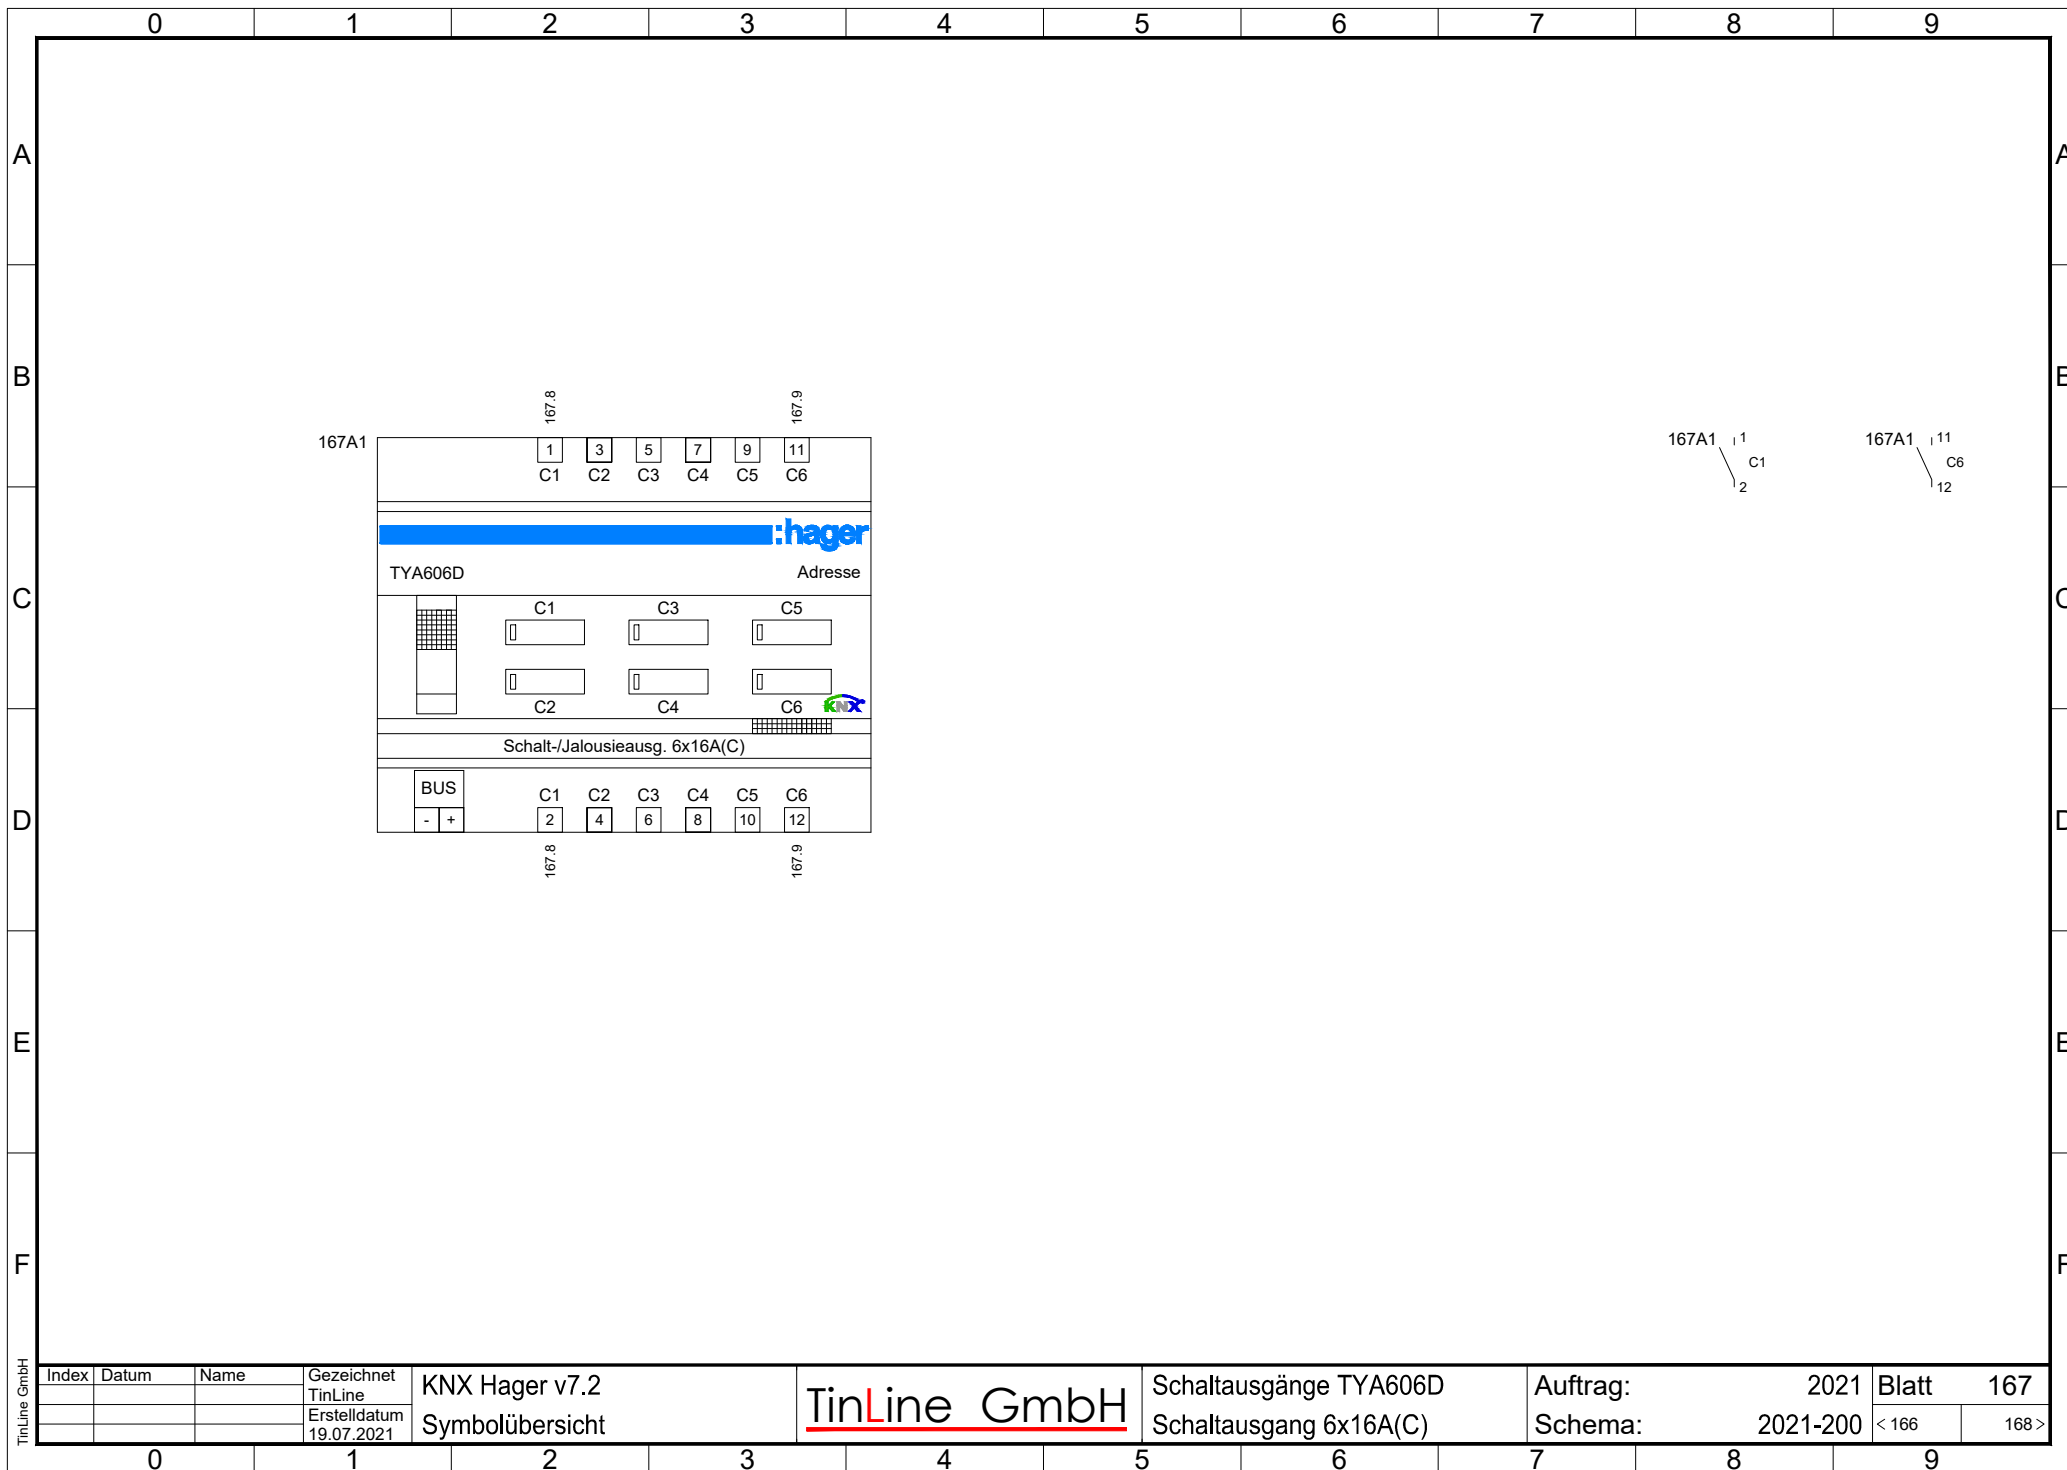 0 1 2 3 4 5 6 7 8 9
A A
B B
167.8 167.9
167A1
1 3 5 7 9 11
C1 C2 C3 C4 C5 C6
167A1 1
C1
2
167A1 11
C6
12
:hager
TYA606D Adresse
C C
C1 C3 C5
C2 C4 C6
KNX
Schalt-/Jalousieausg. 6x16A(C)
BUS
- +
C1 C2 C3 C4 C5 C6
2 4 6 8 10 12
D D
167.8 167.9
E E
F F
TinLine GmbH
Index Datum Name
Gezeichnet
TinLine
Erstelldatum
19.07.2021
KNX Hager v7.2
Symbolübersicht
TinLine GmbH
Schaltausgänge TYA606D
Schaltausgang 6x16A(C)
Auftrag: 2021
Schema: 2021-200
Blatt 167
< 166 168 >
0 1 2 3 4 5 6 7 8 9